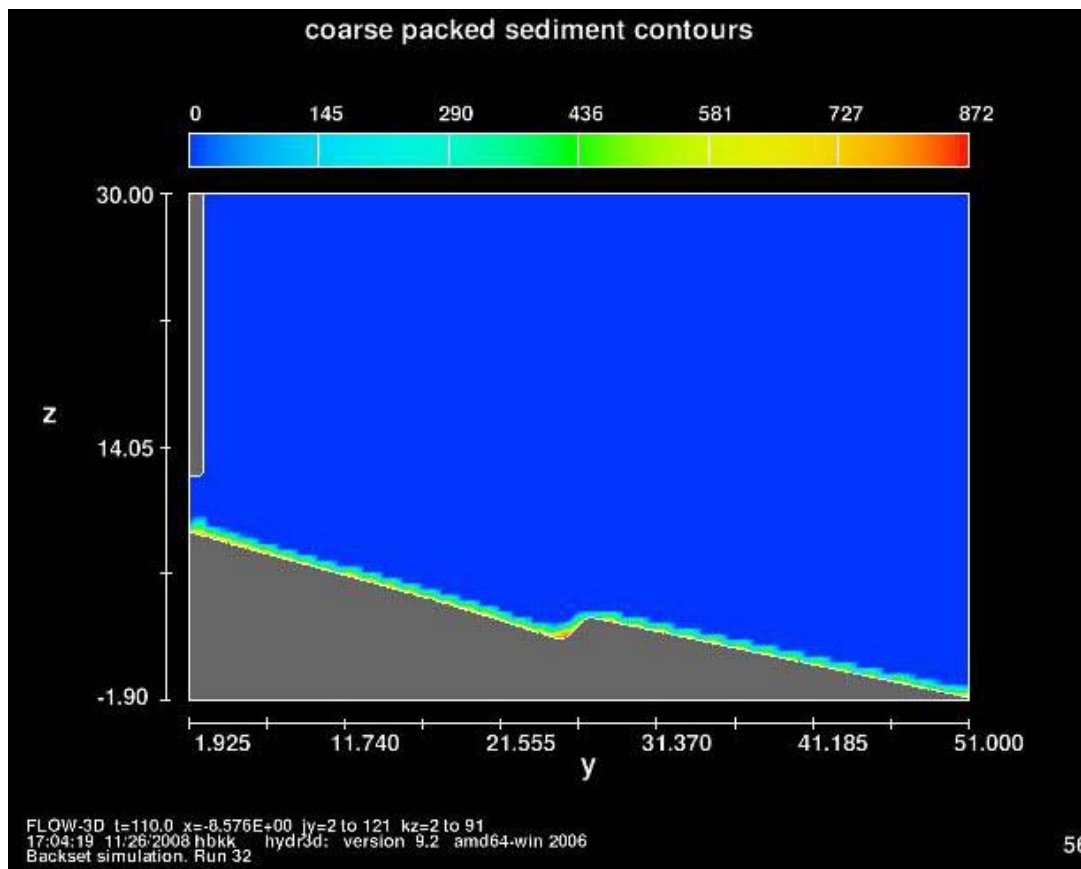 coarse packed sediment contours
0 145 290 436 581 727 872
30.00
z
14.05
-1.90
1.925 11.740 21.555 31.370 41.185 51.000
y
FLOW-3D t=110.0 x=-8.576E+00 jy=2 to 121 kz=2 to 91
17:04:19 11/26/2008 hbkk hydr3d: version 9.2 amd64-win 2006
Backset simulation. Run 32
56